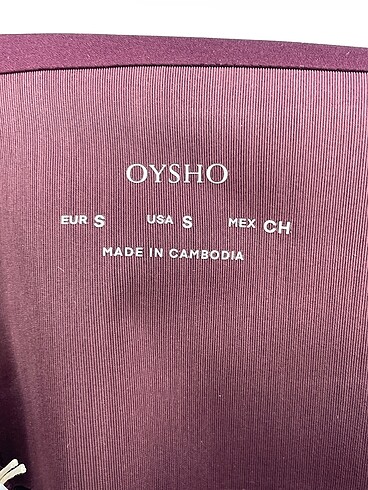 OYSHO
EUR S USA S MEX CH
MADE IN CAMBODIA